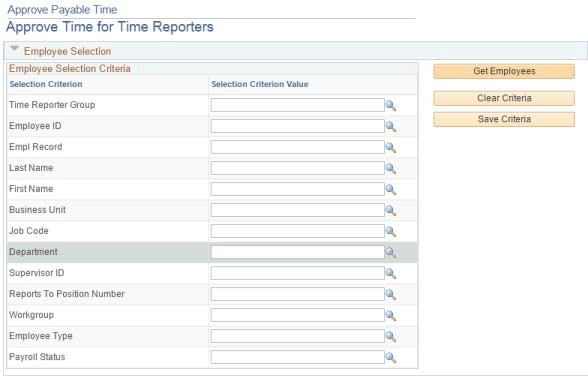 Approve Payable Time
Approve Time for Time Reporters
Employee Selection
Employee Selection Criteria
Get Employees
Selection Criterion Selection Criterion Value
Time Reporter Group
Clear Criteria
Employee ID
Save Criteria
Empl Record
Last Name
First Name
Business Unit
Job Code
Department
Supervisor ID
Reports To Position Number
Workgroup
Employee Type
Payroll Status